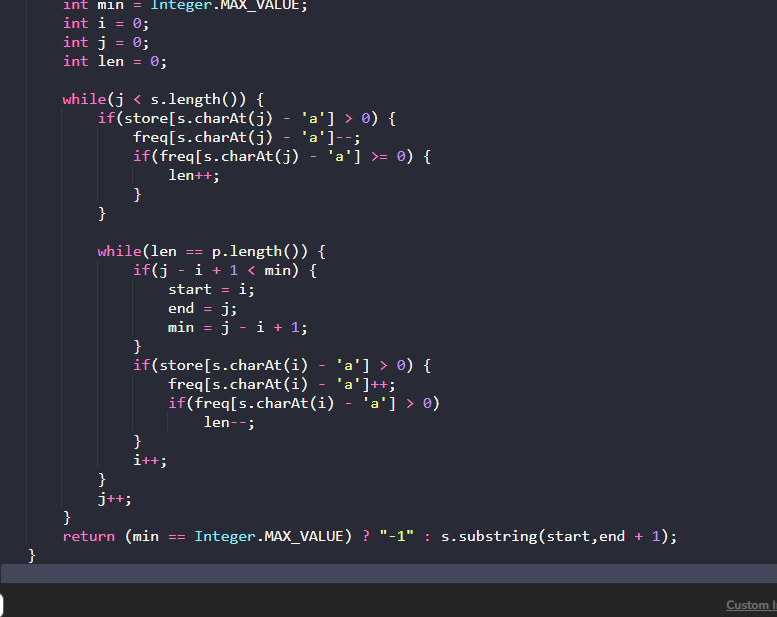 int min = Integer.MAX_VALUE;
int i = 0;
int j = 0;
int len = 0;
while(j < s.length()) {
if(store[s.charAt(j) - 'a'] > 0) {
freq[s.charAt(j) - 'a']--;
if(freq[s.charAt(j) - 'a'] >= 0) {
len++;
}
}
while(len == p.length()) {
if(j - i + 1 < min) {
start = i;
end = j;
min = j - i + 1;
}
if(store[s.charAt(i) - 'a'] > 0) {
freq[s.charAt(i) - 'a']++;
if(freq[s.charAt(i) - 'a'] > 0)
len--;
}
i++;
}
j++;
}
return (min == Integer.MAX_VALUE) ? "-1" : s.substring(start,end + 1);
}
Custom